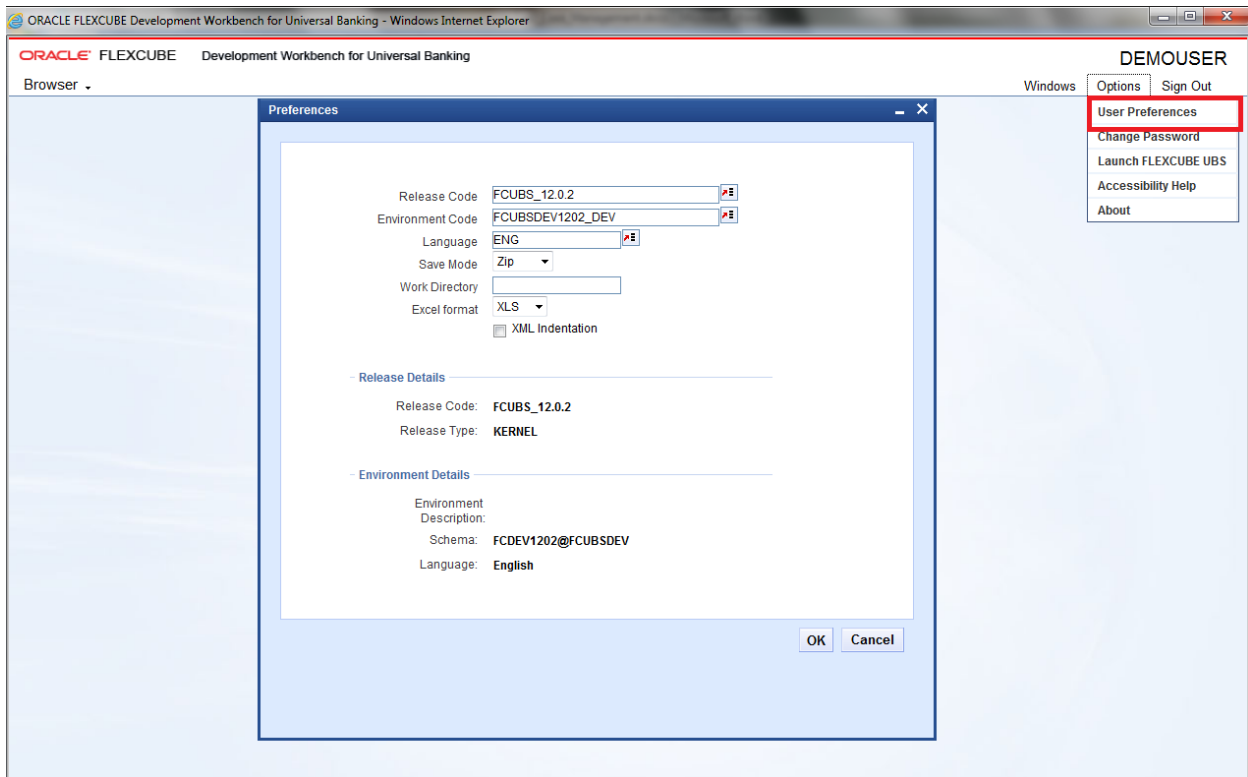 ORACLE FLEXCUBE Development Workbench for Universal Banking - Windows Internet Explorer
ORACLE FLEXCUBE Development Workbench for Universal Banking DEMOUSER
Browser Windows Options Sign Out
Preferences
User Preferences
Change Password
Launch FLEXCUBE UBS
Accessibility Help
About
Release Code FCUBS_12.0.2
Environment Code FCUBSDEV1202_DEV
Language ENG
Save Mode Zip
Work Directory
Excel format XLS
XML Indentation
Release Details
Release Code: FCUBS_12.0.2
Release Type: KERNEL
Environment Details
Environment
Description:
Schema: FCDEV1202@FCUBSDEV
Language: English
OK Cancel